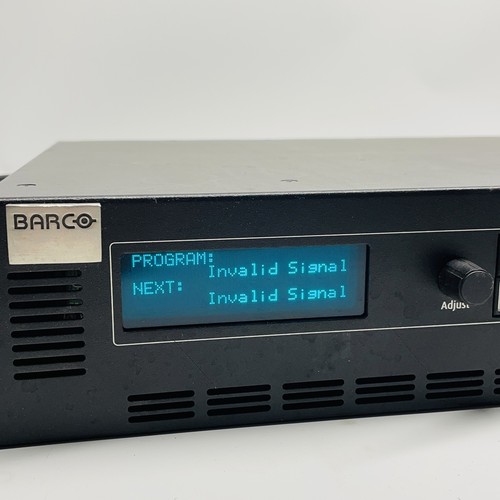 BARCO
PROGRAM:
Invalid Signal
NEXT:
Invalid Signal
Adjust